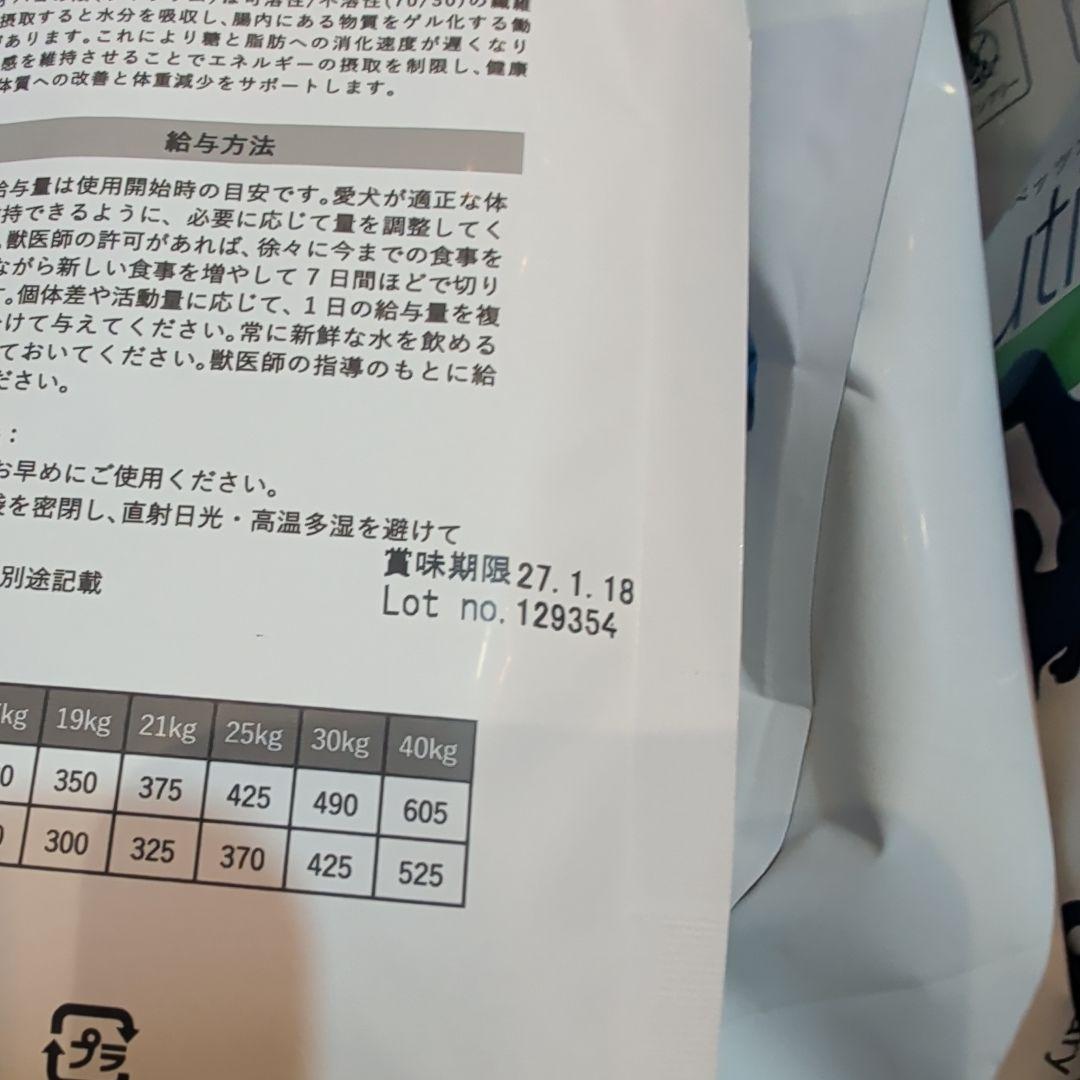 摂取すると水分を吸収し、腸内にある物質をゲル化する働
あります。これにより糖と脂肪への消化速度が遅くなり
感を維持させることでエネルギーの摂取を制限し、健康
体質への改善と体重減少をサポートします。
給与方法
給与量は使用開始時の目安です。愛犬が適正な体
持できるように、必要に応じて量を調整してく
獣医師の許可があれば、徐々に今までの食事を
ながら新しい食事を増やして7日間ほどで切り
す。個体差や活動量に応じて、1日の給与量を複
けて与えてください。常に新鮮な水を飲める
ておいてください。獣医師の指導のもとに給
ださい。
：
お早めにご使用ください。
袋を密閉し、直射日光・高温多湿を避けて
別途記載
賞味期限 27.1.18
Lot no. 129354
kg 19kg 21kg 25kg 30kg 40kg
0 350 375 425 490 605
0 300 325 370 425 525
プラ